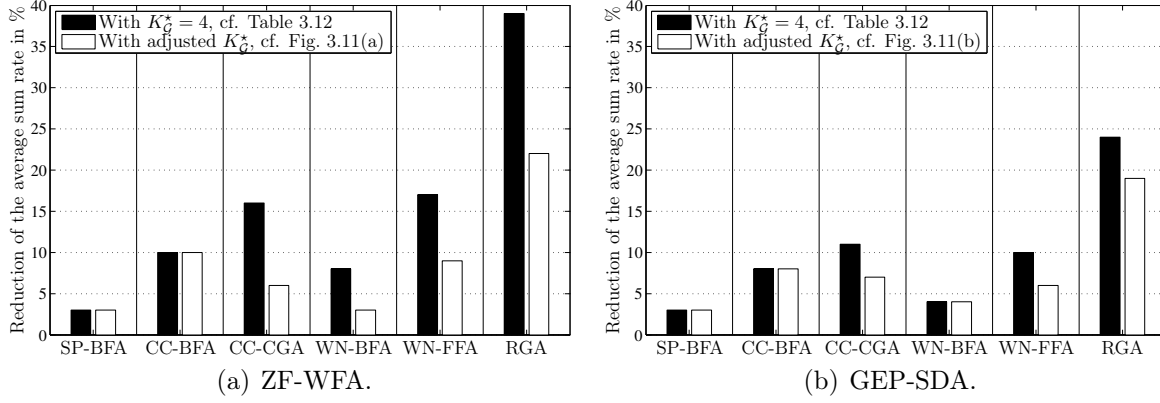 With K_𝒢^⋆ = 4, cf. Table 3.12
With adjusted K_𝒢^⋆, cf. Fig. 3.11(a)
Reduction of the average sum rate in %
40
35
30
25
20
15
10
5
0
SP-BFA CC-BFA CC-CGA WN-BFA WN-FFA RGA
(a) ZF-WFA.
With K_𝒢^⋆ = 4, cf. Table 3.12
With adjusted K_𝒢^⋆, cf. Fig. 3.11(b)
Reduction of the average sum rate in %
40
35
30
25
20
15
10
5
0
SP-BFA CC-BFA CC-CGA WN-BFA WN-FFA RGA
(b) GEP-SDA.